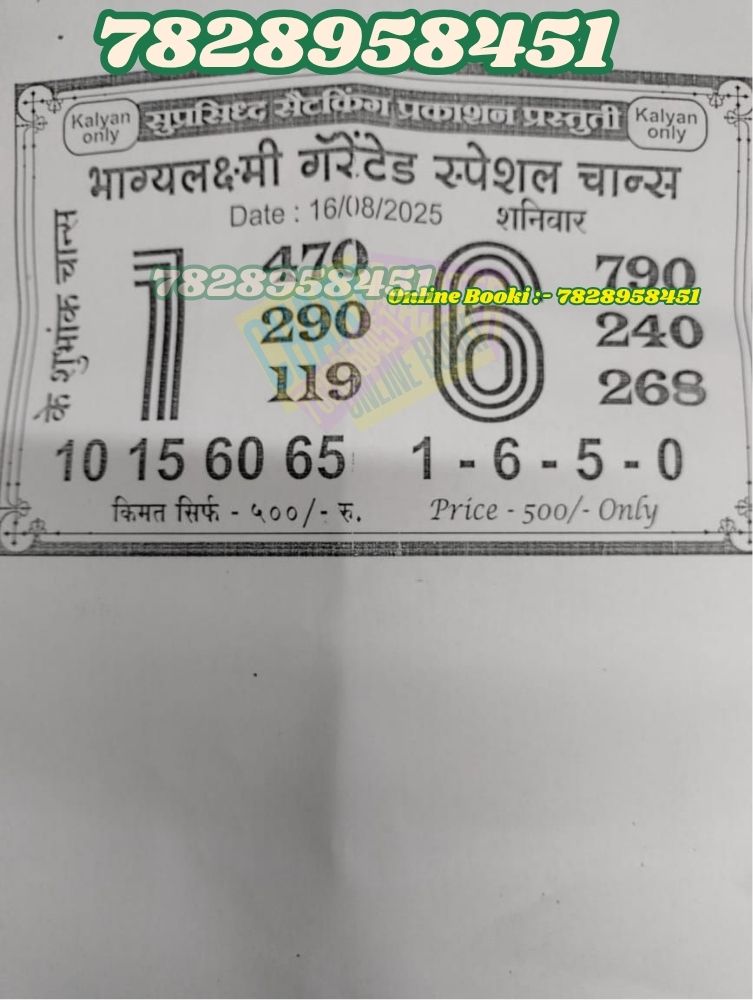 7828958451
Kalyan only
सुप्रसिध्द सैटकिंग प्रकाशन प्रस्तुती
Kalyan only
भाग्यलक्ष्मी गॅरेंटेड स्पेशल चान्स
Date : 16/08/2025 शनिवार
के शुभांक चान्स
1
470
290
119
6
790
240
268
7828958451
Online Booki :- 7828958451
10 15 60 65 1 - 6 - 5 - 0
किमत सिर्फ - ५००/- रु. Price - 500/- Only